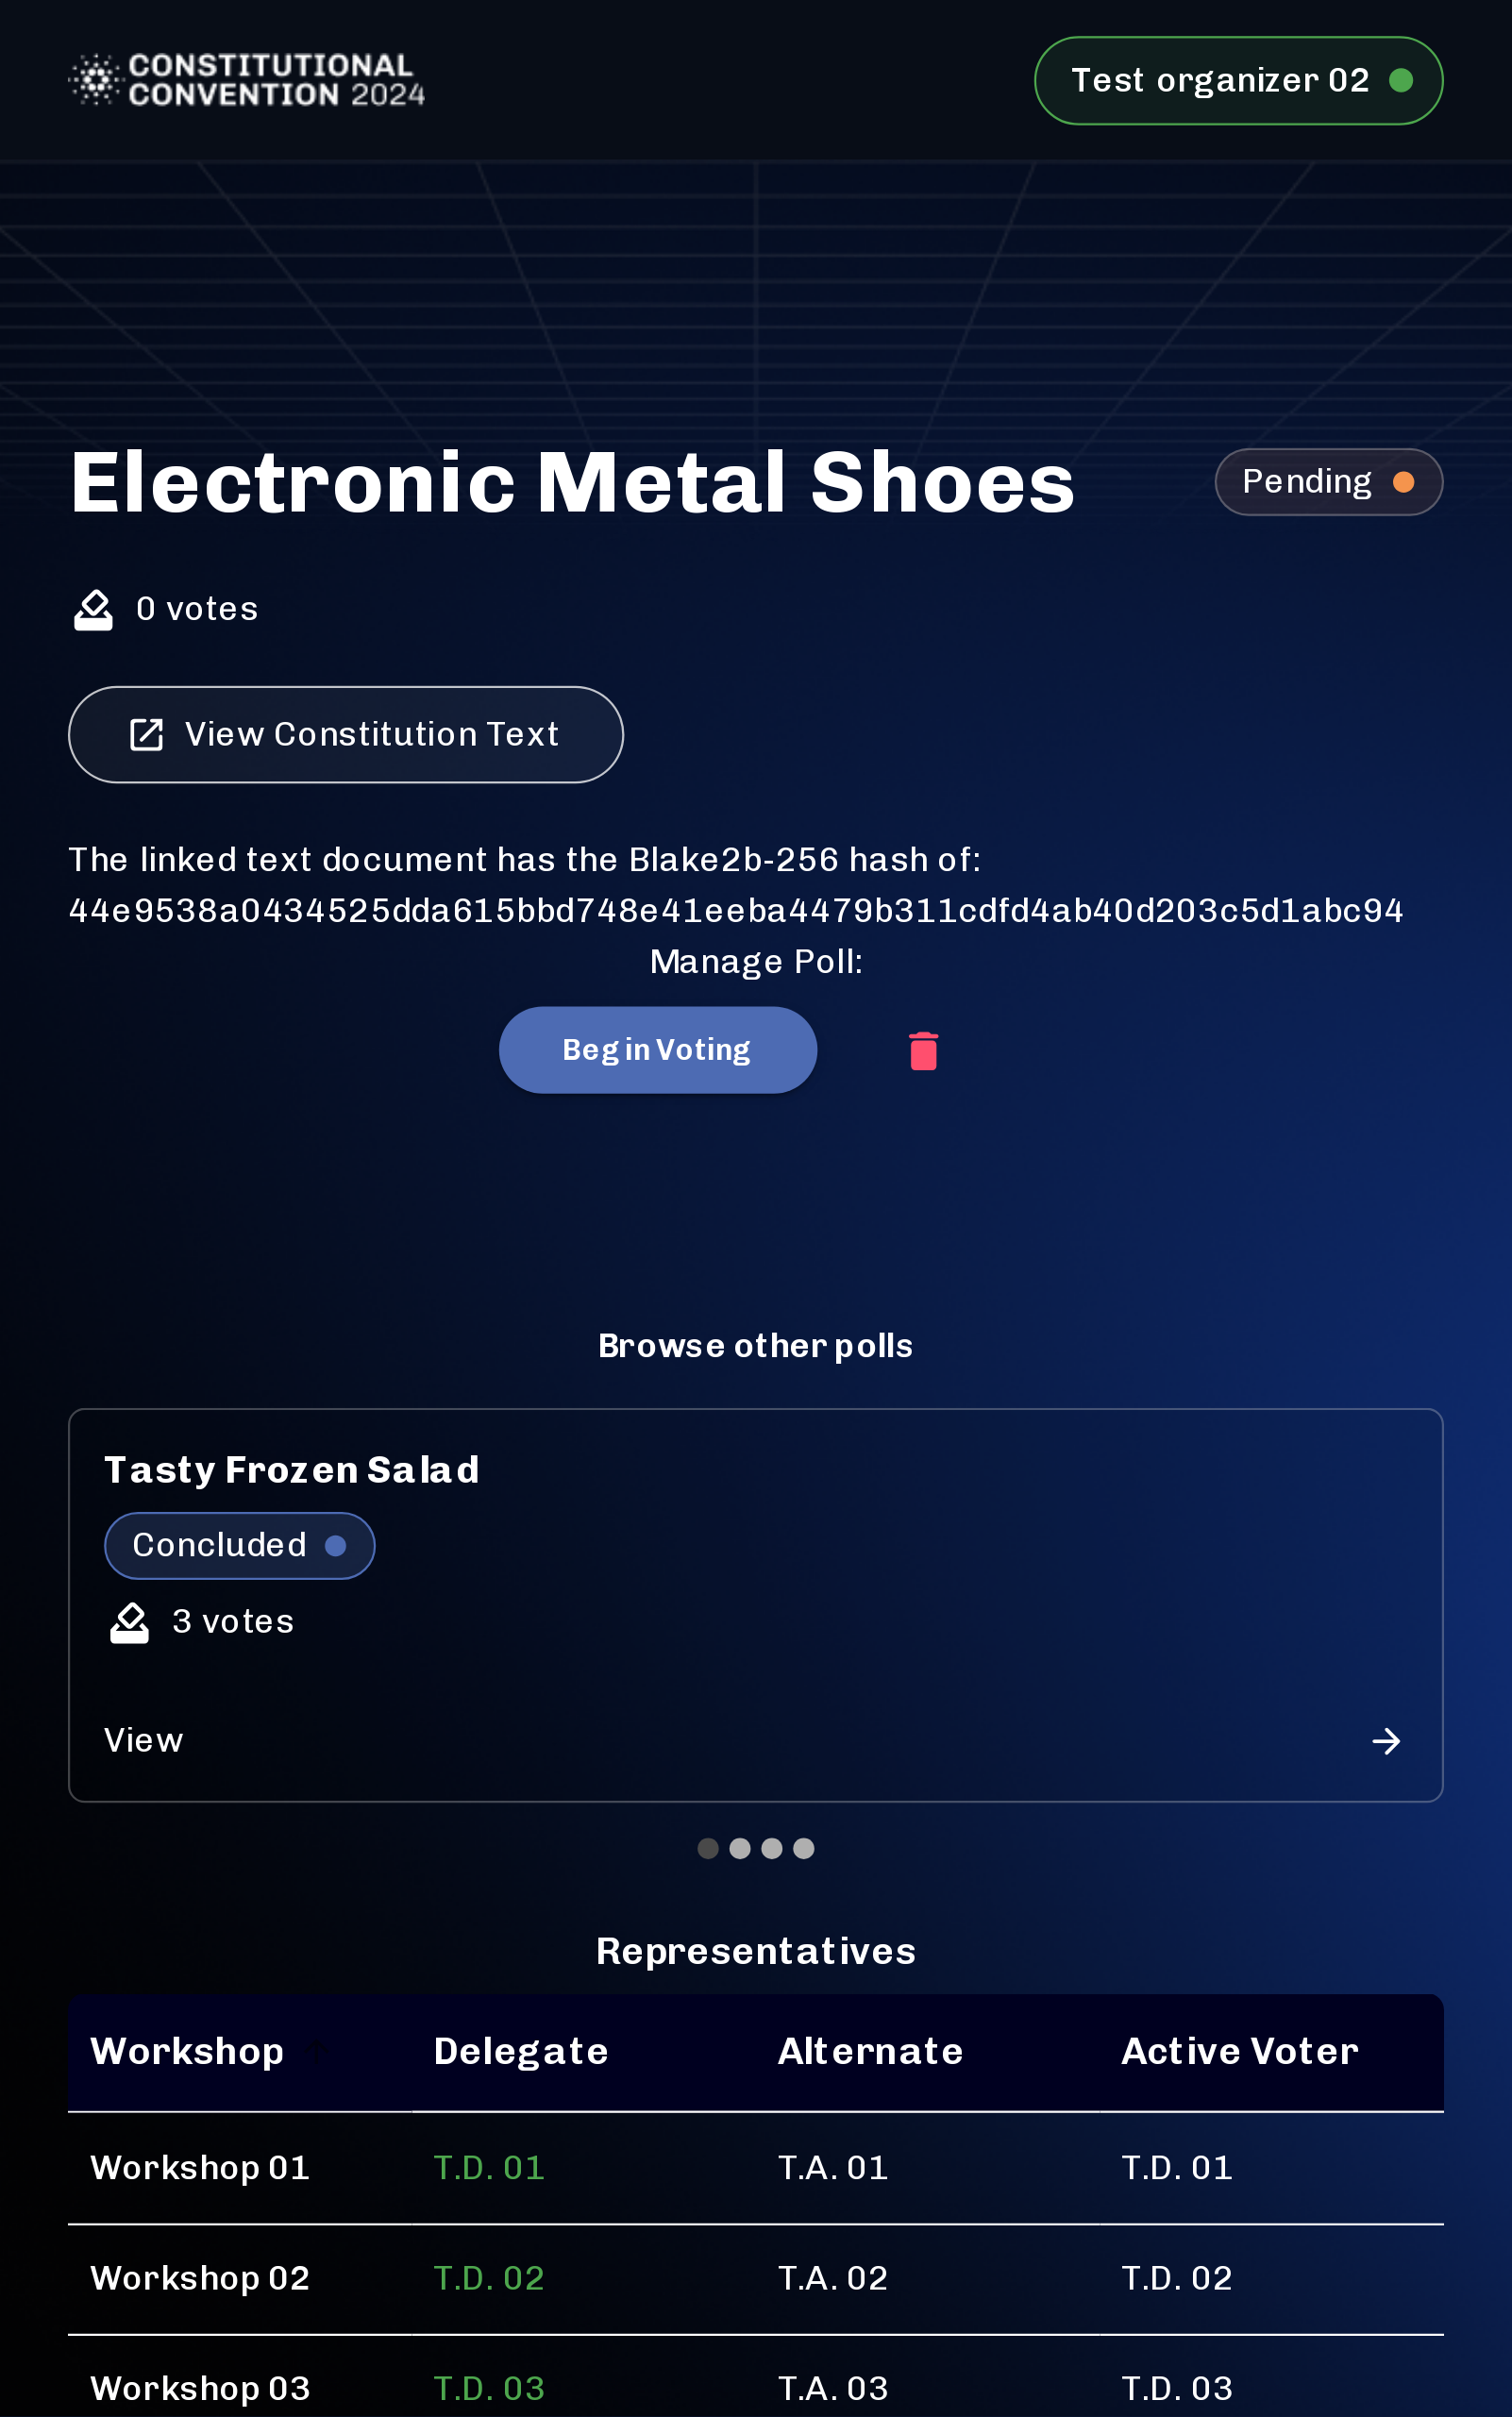 CONSTITUTIONAL
CONVENTION 2024
Test organizer 02
Electronic Metal Shoes
Pending
0 votes
View Constitution Text
The linked text document has the Blake2b-256 hash of:
44e9538a0434525dda615bbd748e41eeba4479b311cdfd4ab40d203c5d1abc94
Manage Poll:
Begin Voting
Browse other polls
Tasty Frozen Salad
Concluded
3 votes
View
Representatives
Workshop Delegate Alternate Active Voter
Workshop 01 T.D. 01 T.A. 01 T.D. 01
Workshop 02 T.D. 02 T.A. 02 T.D. 02
Workshop 03 T.D. 03 T.A. 03 T.D. 03